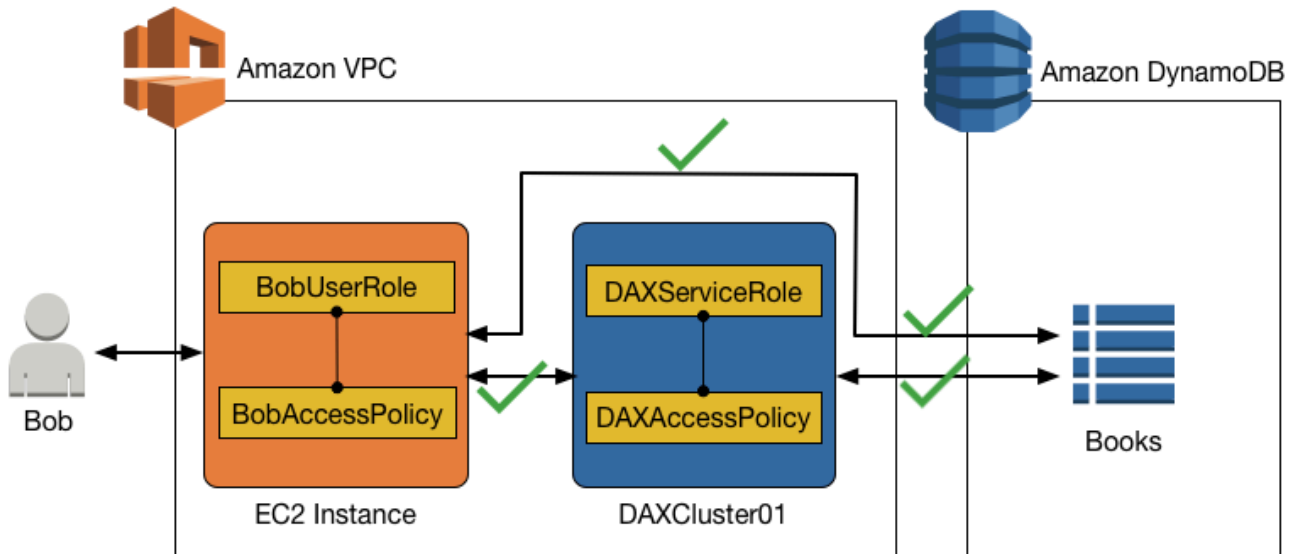 Amazon VPC
Amazon DynamoDB
BobUserRole
DAXServiceRole
BobAccessPolicy
DAXAccessPolicy
Bob
Books
EC2 Instance
DAXCluster01